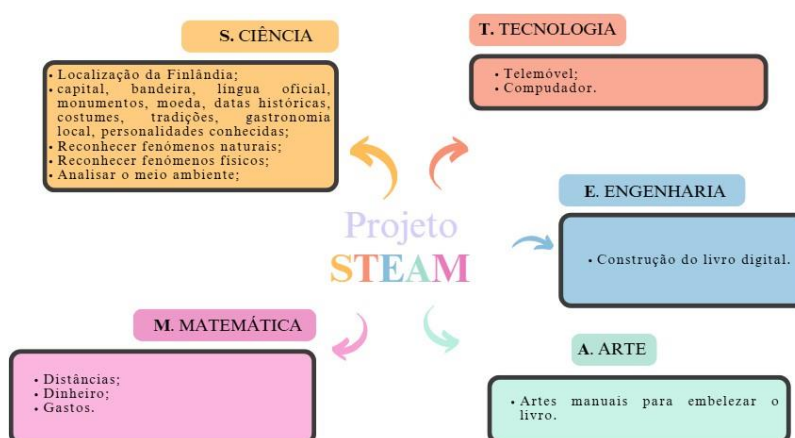 S. CIÊNCIA
• Localização da Finlândia;
• capital, bandeira, língua oficial,
monumentos, moeda, datas históricas,
costumes, tradições, gastronomia
local, personalidades conhecidas;
• Reconhecer fenómenos naturais;
• Reconhecer fenómenos físicos;
• Analisar o meio ambiente;
T. TECNOLOGIA
• Telemóvel;
• Compudador.
E. ENGENHARIA
• Construção do livro digital.
Projeto
STEAM
M. MATEMÁTICA
• Distâncias;
• Dinheiro;
• Gastos.
A. ARTE
• Artes manuais para embelezar o
livro.